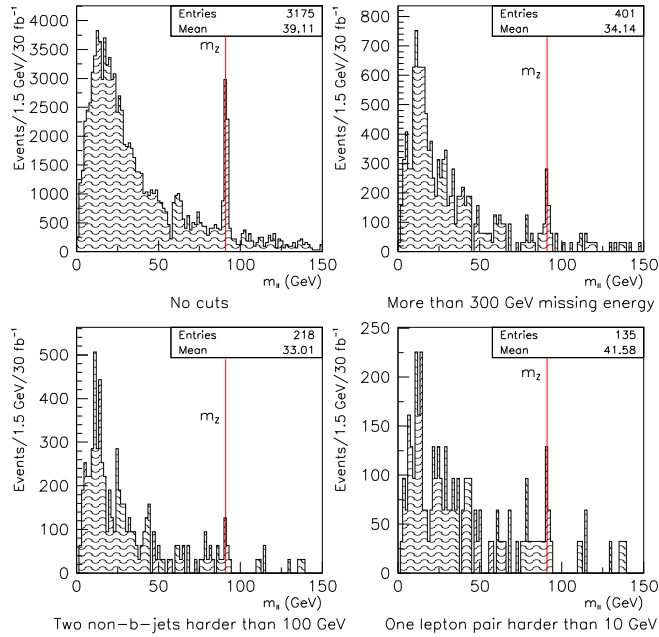 Entries 3175
Mean 39.11
m_Z
Events/1.5 GeV/30 fb⁻¹
4000
3500
3000
2500
2000
1500
1000
500
0
0 50 100 150
m_ll (GeV)
No cuts
Entries 401
Mean 34.14
m_Z
Events/1.5 GeV/30 fb⁻¹
800
700
600
500
400
300
200
100
0
0 50 100 150
m_ll (GeV)
More than 300 GeV missing energy
Entries 218
Mean 33.01
m_Z
Events/1.5 GeV/30 fb⁻¹
500
400
300
200
100
0
0 50 100 150
m_ll (GeV)
Two non-b-jets harder than 100 GeV
Entries 135
Mean 41.58
m_Z
Events/1.5 GeV/30 fb⁻¹
250
200
150
100
50
0
0 50 100 150
m_ll (GeV)
One lepton pair harder than 10 GeV